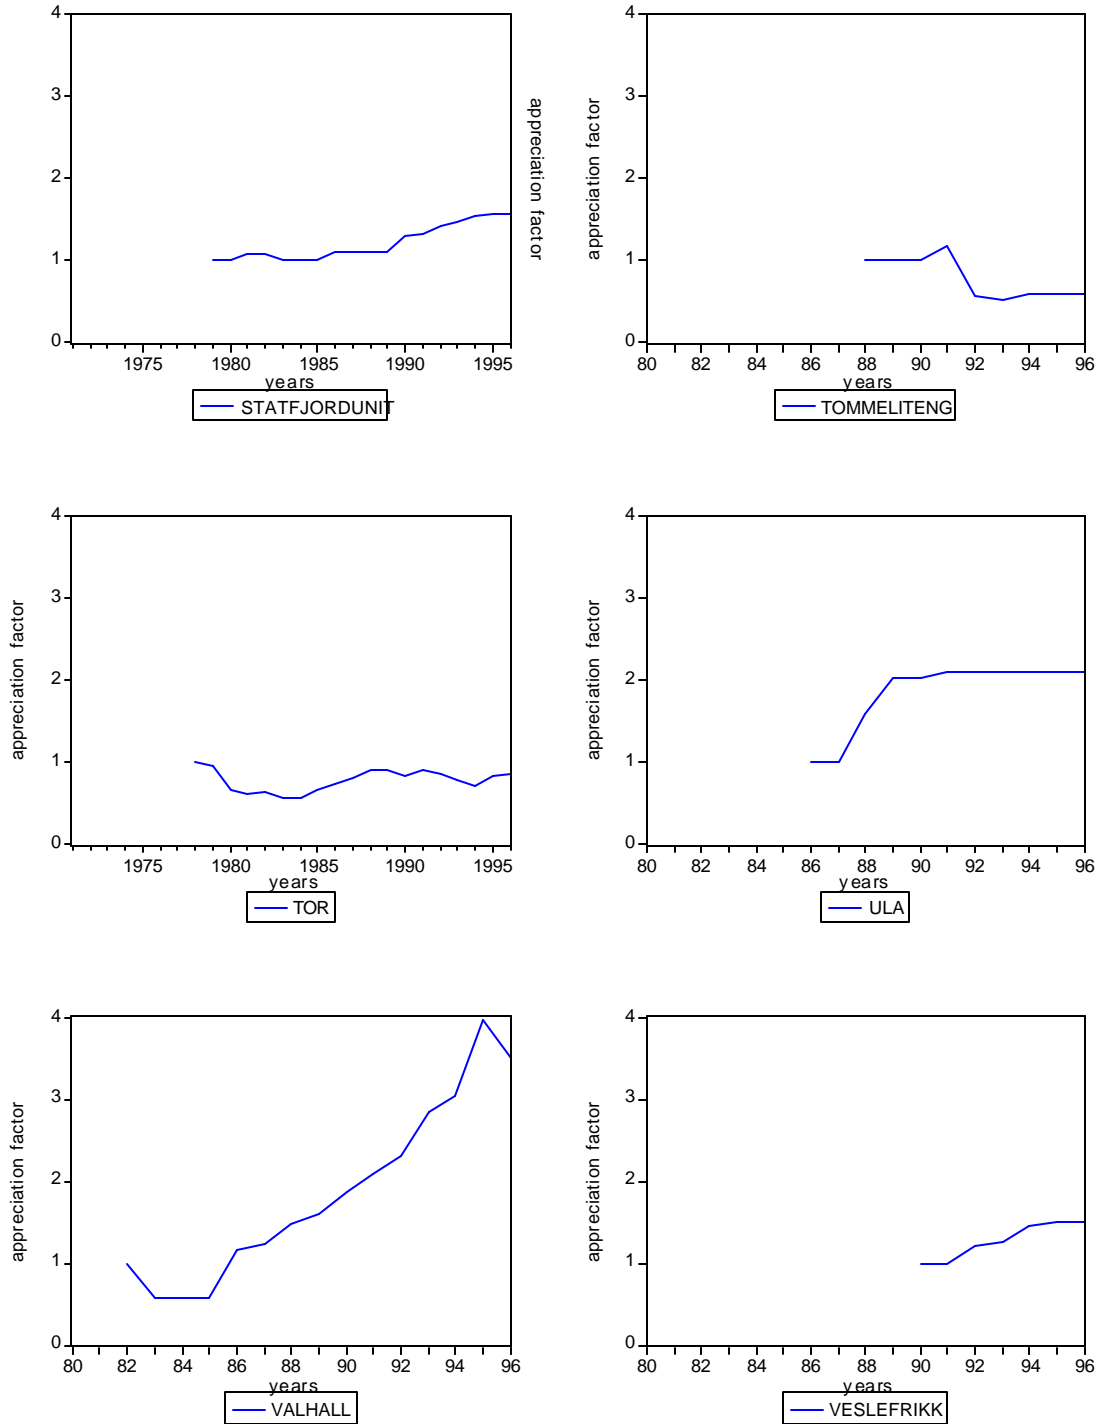 4
3
2
1
0
appreciation factor
1975 1980 1985 1990 1995
years
STATFJORDUNIT
appreciation factor
4
3
2
1
0
80 82 84 86 88 90 92 94 96
years
TOMMELITENG
appreciation factor
4
3
2
1
0
1975 1980 1985 1990 1995
years
TOR
appreciation factor
4
3
2
1
0
80 82 84 86 88 90 92 94 96
years
ULA
appreciation factor
4
3
2
1
0
80 82 84 86 88 90 92 94 96
years
VALHALL
appreciation factor
4
3
2
1
0
80 82 84 86 88 90 92 94 96
years
VESLEFRIKK